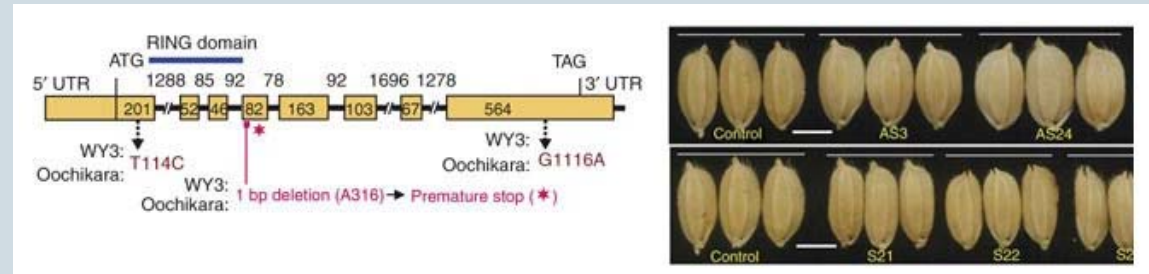 RING domain
ATG
5' UTR
1288 85 92 78 92 1696 1278
TAG
3' UTR
201 52 46 82 163 103 67 564
*
WY3:
Oochikara:
T114C
WY3:
Oochikara:
1 bp deletion (A316) Premature stop (*)
WY3:
Oochikara:
G1116A
Control AS3 AS24
Control S21 S22 S2